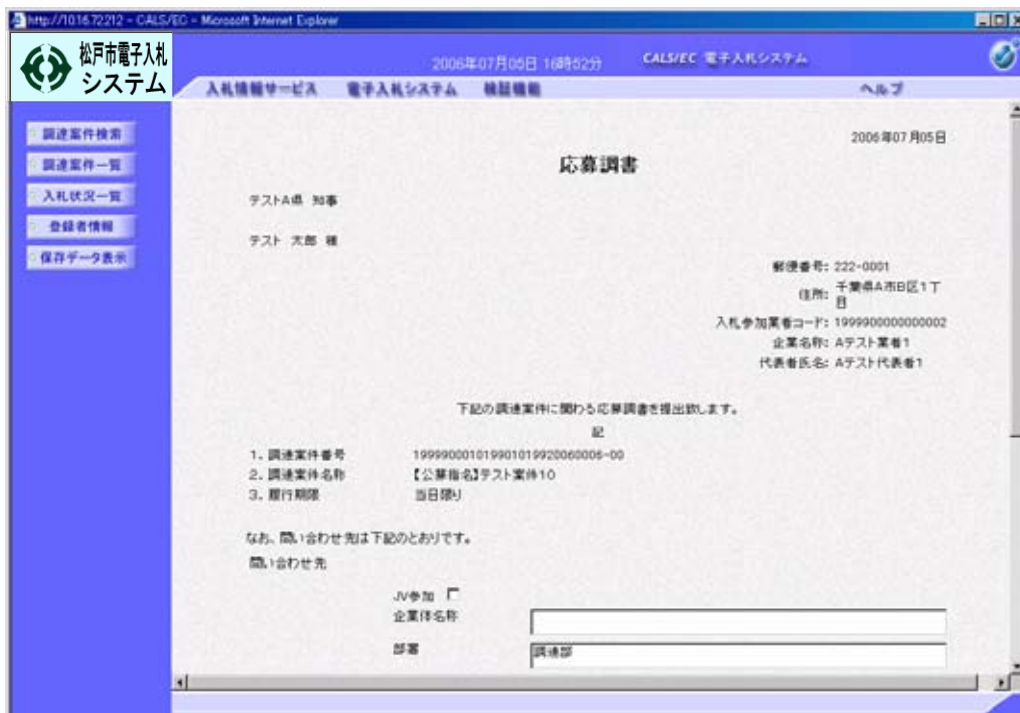 http://10.16.72.212 - CALS/EC - Microsoft Internet Explorer
松戸市電子入札
システム
2006年07月05日 16時52分
CALS/EC 電子入札システム
入札情報サービス 電子入札システム 検証機能 ヘルプ
調達案件検索
調達案件一覧
入札状況一覧
登録者情報
保存データ表示
2006年07月05日
応募調書
テストA県 知事
テスト 太郎 様
郵便番号: 222-0001
住所: 千葉県A市B区1丁
目
入札参加業者コード: 1999900000000002
企業名称: Aテスト業者1
代表者氏名: Aテスト代表者1
下記の調達案件に関わる応募調書を提出致します。
記
1. 調達案件番号 199990001019901019920060006-00
2. 調達案件名称 【公募指名】テスト案件10
3. 履行期限 当日限り
なお、問い合わせ先は下記のとおりです。
問い合わせ先
JV参加
企業体名称
部署 調達部